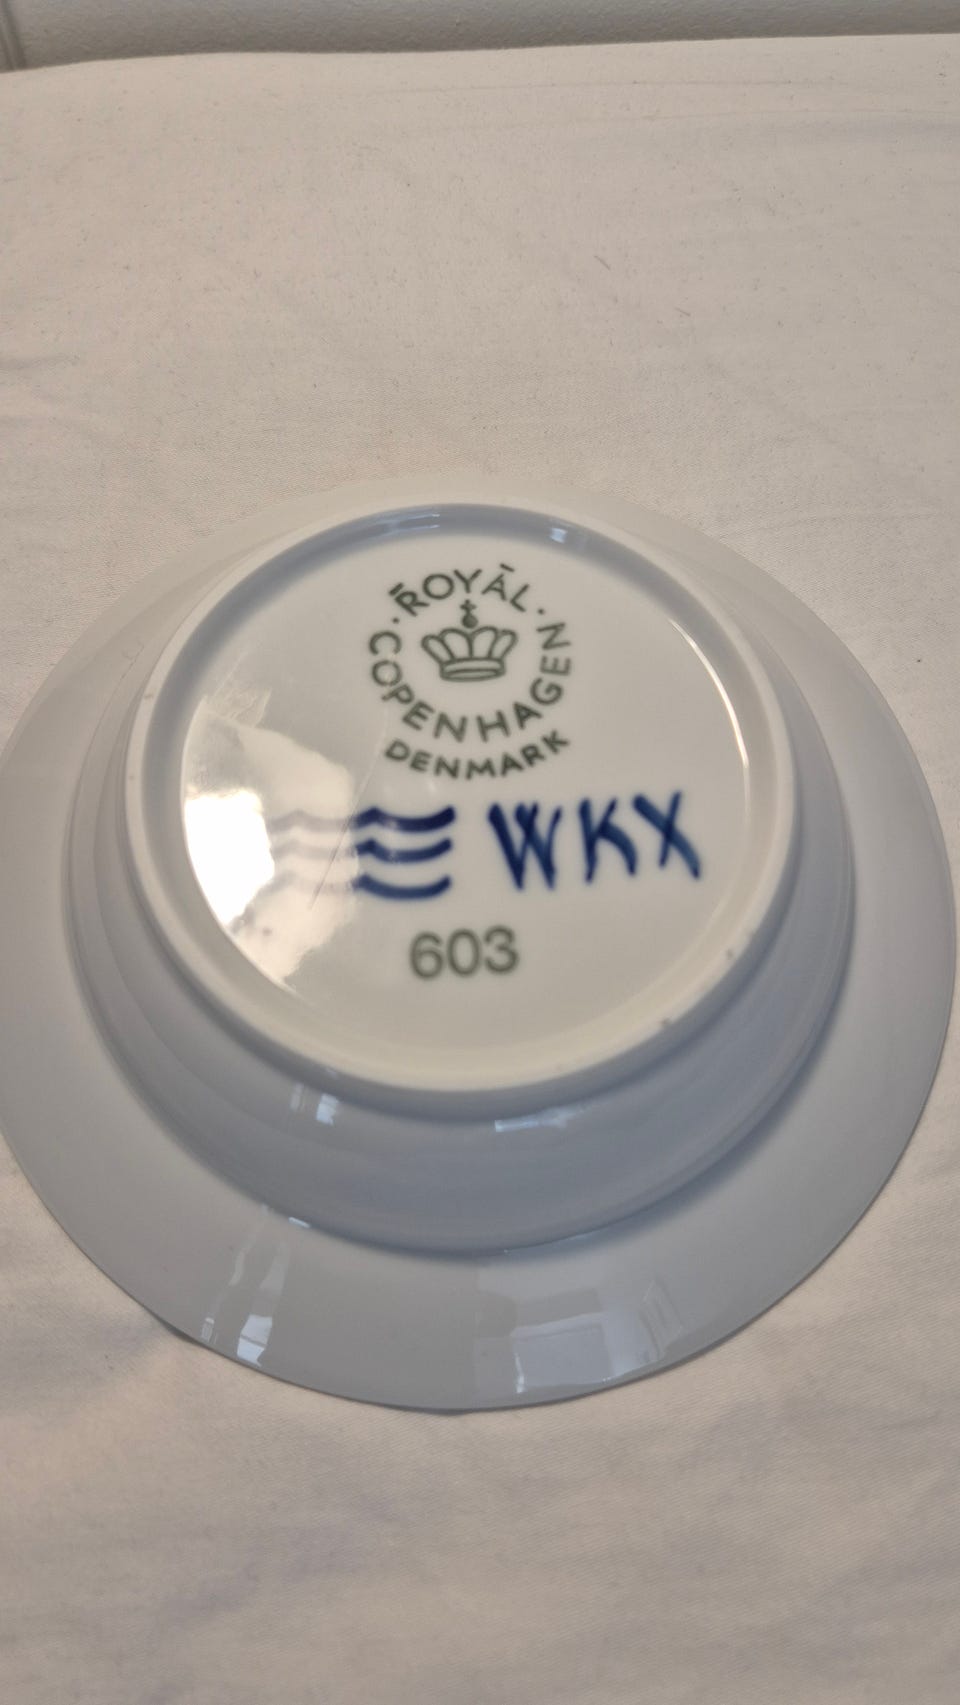 ROYAL
COPENHAGEN
DENMARK
WKX
603